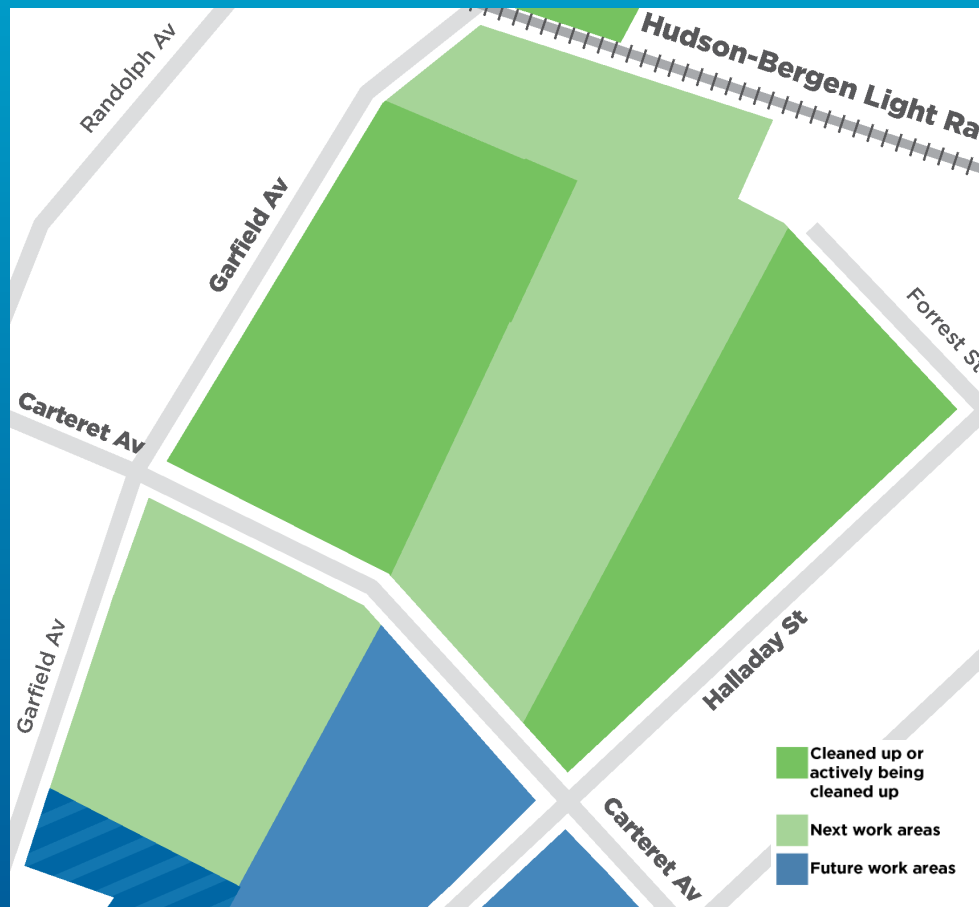 Randolph Av
Hudson-Bergen Light Ra
Garfield Av
Forrest St
Carteret Av
Garfield Av
Halladay St
Carteret Av
Cleaned up or
actively being
cleaned up
Next work areas
Future work areas